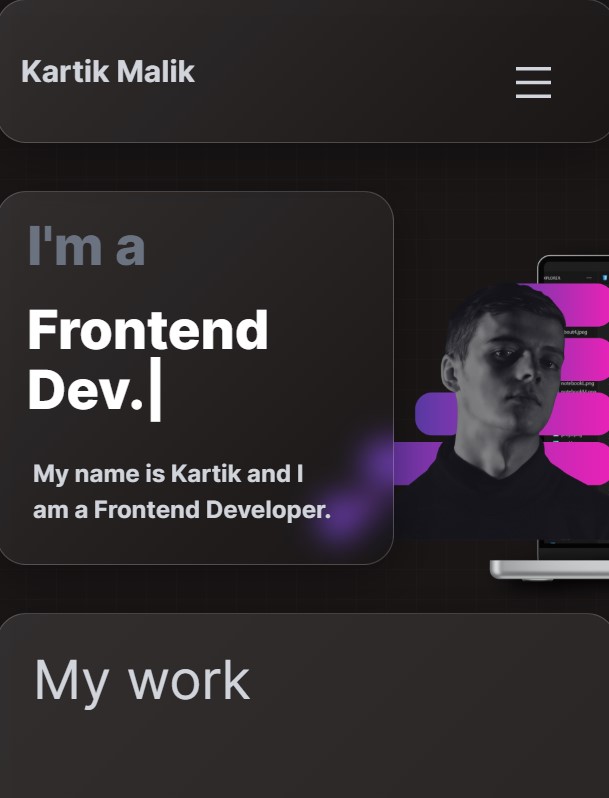 Kartik Malik
I'm a
Frontend
Dev.
My name is Kartik and I
am a Frontend Developer.
My work